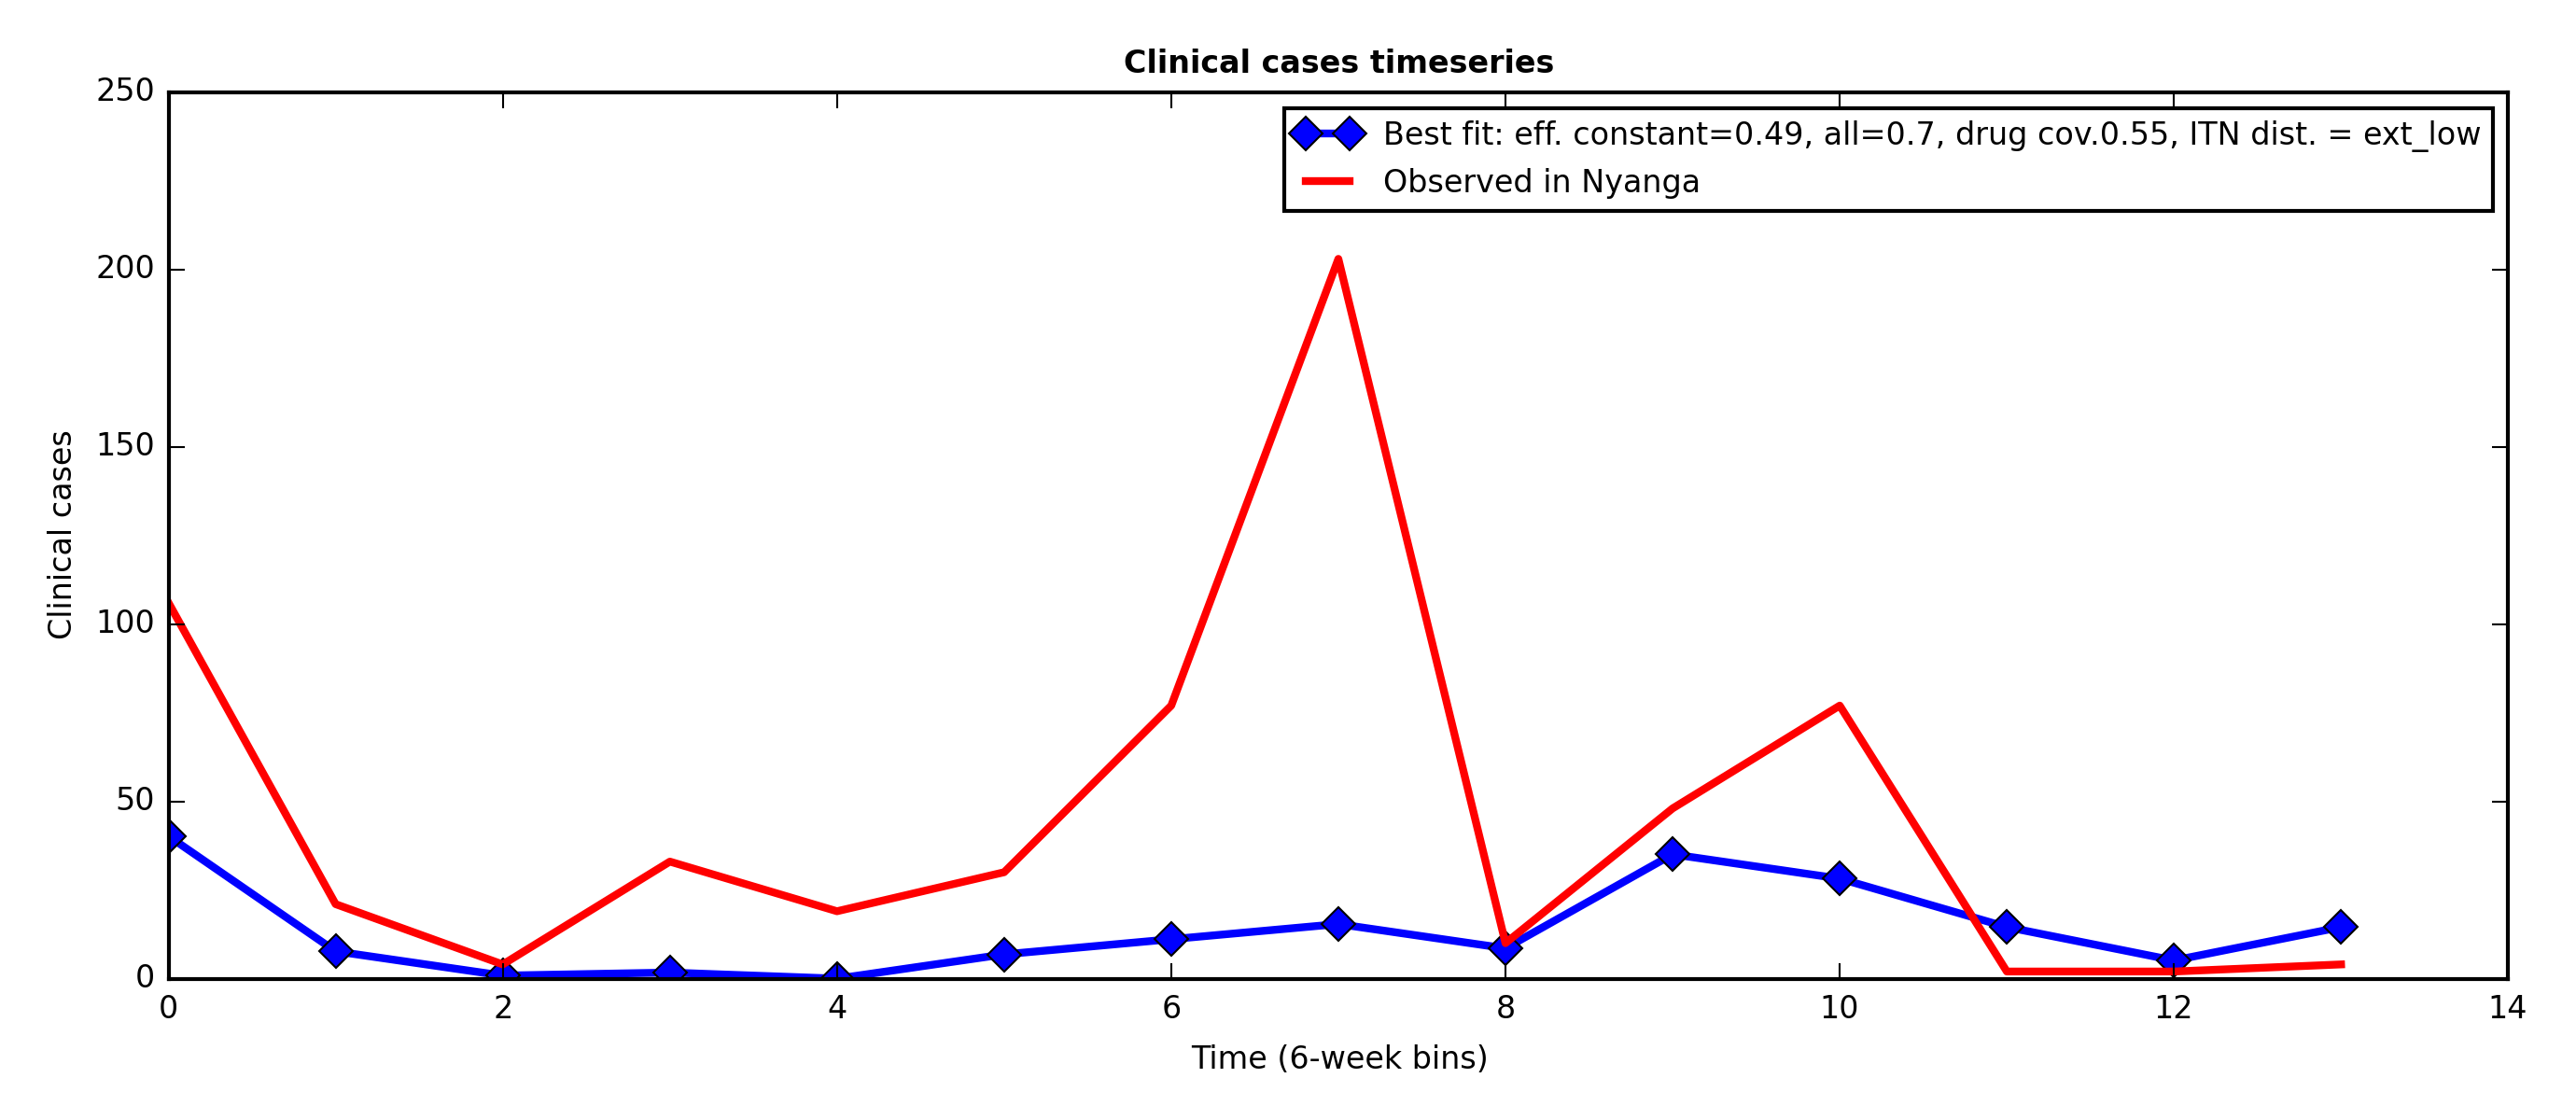 Clinical cases timeseries
250
200
150
100
50
0
Clinical cases
Best fit: eff. constant=0.49, all=0.7, drug cov.0.55, ITN dist. = ext_low
Observed in Nyanga
0 2 4 6 8 10 12 14
Time (6-week bins)